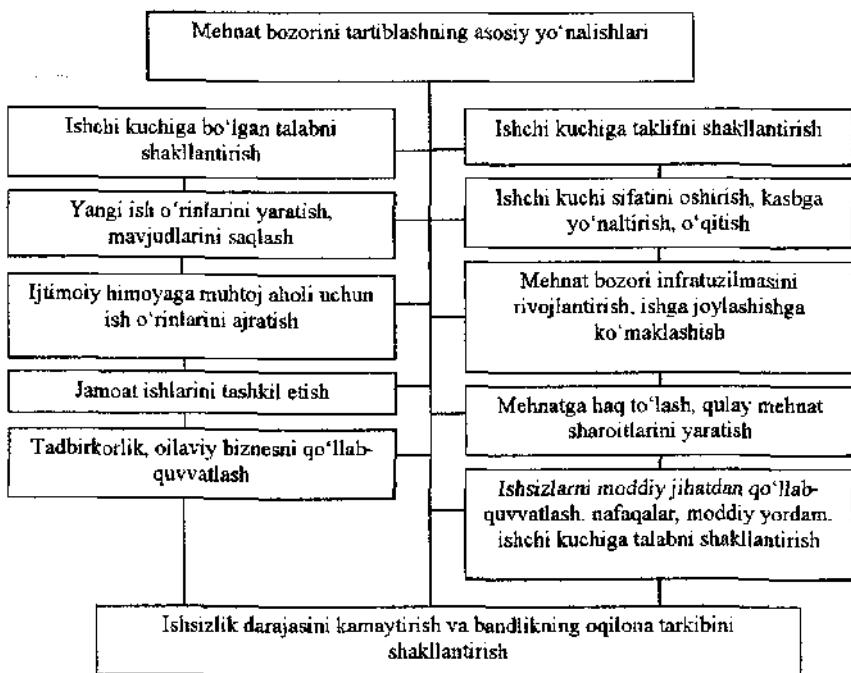 Mehnat bozorini tartiblashning asosiy yo‘nalishlari
Ishchi kuchiga bo‘lgan talabni
shakllantirish
Yangi ish o‘rinlarini yaratish,
mavjudlarini saqlash
Ijtimoiy himoyaga muhtoj aholi uchun
ish o‘rinlarini ajratish
Jamoat ishlarini tashkil etish
Tadbirkorlik, oilaviy biznesni qo‘llab-
quvvatlash
Ishchi kuchiga taklifni shakllantirish
Ishchi kuchi sifatini oshirish, kasbga
yo‘naltirish, o‘qitish
Mehnat bozori infratuzilmasini
rivojlantirish, ishga joylashishga
ko‘maklashish
Mehnatga haq to‘lash, qulay mehnat
sharoitlarini yaratish
Ishsizlarni moddiy jihatdan qo‘llab-
quvvatlash. nafaqalar, moddiy yordam.
ishchi kuchiga talabni shakllantirish
Ishsizlik darajasini kamaytirish va bandlikning oqilona tarkibini
shakllantirish